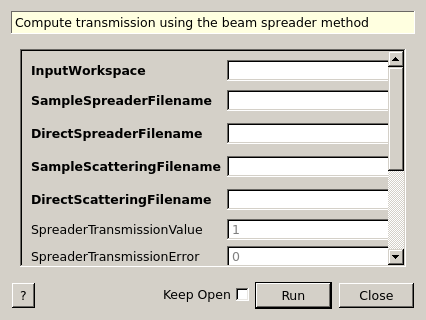 Compute transmission using the beam spreader method
InputWorkspace
SampleSpreaderFilename
DirectSpreaderFilename
SampleScatteringFilename
DirectScatteringFilename
SpreaderTransmissionValue 1
SpreaderTransmissionError 0
? Keep Open Run Close